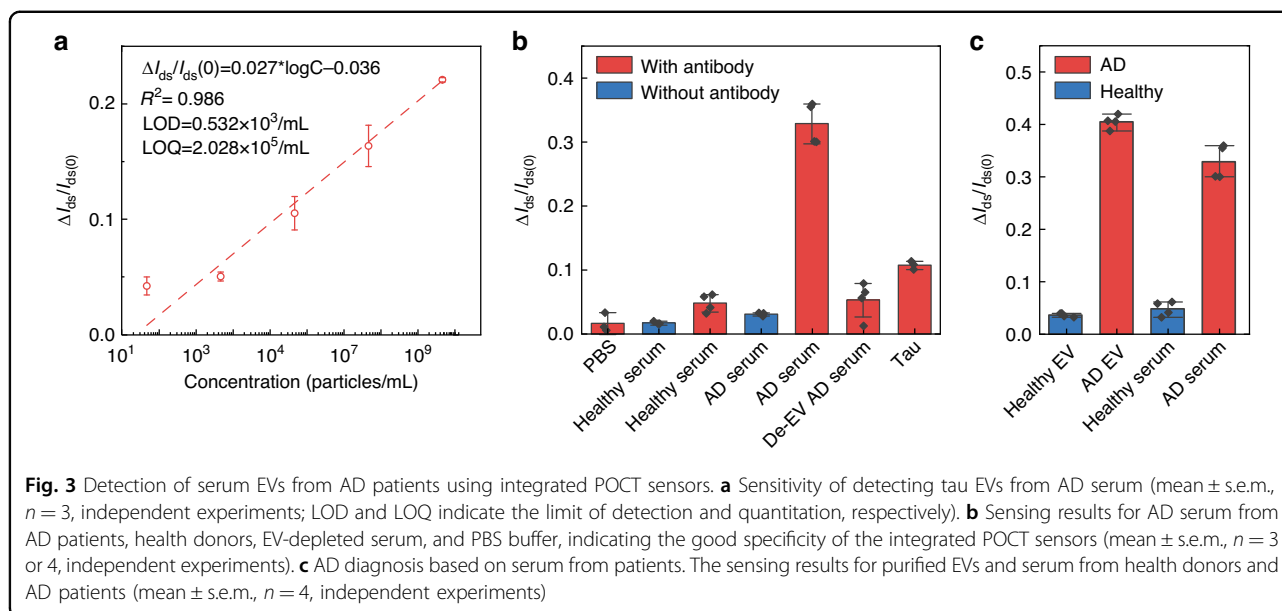 a
ΔIds/Ids(0)=0.027*logC–0.036
R²= 0.986
LOD=0.532×10³/mL
LOQ=2.028×10⁵/mL
ΔIds/Ids(0)
0.2
0.1
0.0
10¹ 10³ 10⁴ 10⁷ 10⁹
Concentration (particles/mL)
b
With antibody
Without antibody
ΔIds/Ids(0)
0.4
0.3
0.2
0.1
0.0
PBS
Healthy serum
Healthy serum
AD serum
AD serum
De-EV AD serum
Tau
c
AD
Healthy
ΔIds/Ids(0)
0.5
0.4
0.3
0.2
0.1
0.0
Healthy EV
AD EV
Healthy serum
AD serum
Fig. 3 Detection of serum EVs from AD patients using integrated POCT sensors. a Sensitivity of detecting tau EVs from AD serum (mean ± s.e.m.,
n = 3, independent experiments; LOD and LOQ indicate the limit of detection and quantitation, respectively). b Sensing results for AD serum from
AD patients, health donors, EV-depleted serum, and PBS buffer, indicating the good specificity of the integrated POCT sensors (mean ± s.e.m., n = 3
or 4, independent experiments). c AD diagnosis based on serum from patients. The sensing results for purified EVs and serum from health donors and
AD patients (mean ± s.e.m., n = 4, independent experiments)